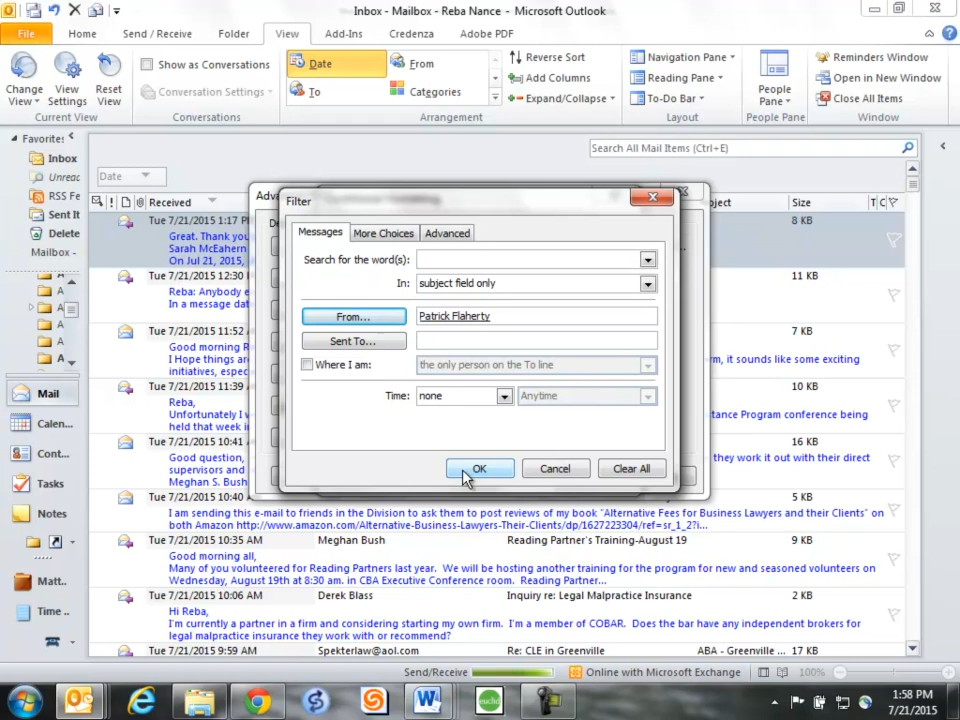 Inbox - Mailbox - Reba Nance - Microsoft Outlook
File Home Send / Receive Folder View Add-Ins Credenza Adobe PDF
Change View View Settings Reset View
Current View
Show as Conversations
Conversation Settings
Conversations
Date From
To Categories
Reverse Sort
Add Columns
Expand/Collapse
Arrangement
Navigation Pane
Reading Pane
To-Do Bar
Layout
People Pane
People Pane
Reminders Window
Open in New Window
Close All Items
Window
Favorites
Inbox
Unread
RSS Fe
Sent It
Delete
Mailbox -
Search All Mail Items (Ctrl+E)
Date
Received
Size
Tue 7/21/2015 1:17 P 8 KB
Great. Thank you
Sarah McEahern
On Jul 21, 2015,
Tue 7/21/2015 12:30 11 KB
Reba: Anybody e
In a message dat
Tue 7/21/2015 11:52 7 KB
Good morning R
I Hope things ar rm, it sounds like some exciting
initiatives, espec
Tue 7/21/2015 11:39 10 KB
Reba,
Unfortunately I w tance Program conference being
held that week i
Tue 7/21/2015 10:41 16 KB
Good question, they work it out with their direct
supervisors and
Meghan S. Bush
Tue 7/21/2015 10:40 5 KB
I am sending this e-mail to friends in the Division to ask them to post reviews of my book "Alternative Fees for Business Lawyers and their Clients" on
both Amazon http://www.amazon.com/Alternative-Business-Lawyers-Their-Clients/dp/1627223304/ref=sr_1_2?i...
Tue 7/21/2015 10:35 AM Meghan Bush Reading Partner's Training-August 19 9 KB
Good morning all,
Many of you volunteered for Reading Partners last year. We will be hosting another training for the program for new and seasoned volunteers on
Wednesday, August 19th at 8:30 am. in CBA Executive Conference room. Reading Partner...
Tue 7/21/2015 10:06 AM Derek Blass Inquiry re: Legal Malpractice Insurance 2 KB
Hi Reba,
I'm currently a partner in a firm and considering starting my own firm. I'm a member of COBAR. Does the bar have any independent brokers for
legal malpractice insurance they work with or recommend?
Tue 7/21/2015 9:59 AM Spekterlaw@aol.com Re: CLE in Greenville ... ABA - Greenville ... 17 KB
Filter
Messages More Choices Advanced
Search for the word(s):
In: subject field only
From... Patrick Flaherty
Sent To...
Where I am: the only person on the To line
Time: none Anytime
OK Cancel Clear All
Mail
Calen...
Cont...
Tasks
Notes
Matt..
Time ..
Send/Receive Online with Microsoft Exchange 100%
1:58 PM
7/21/2015